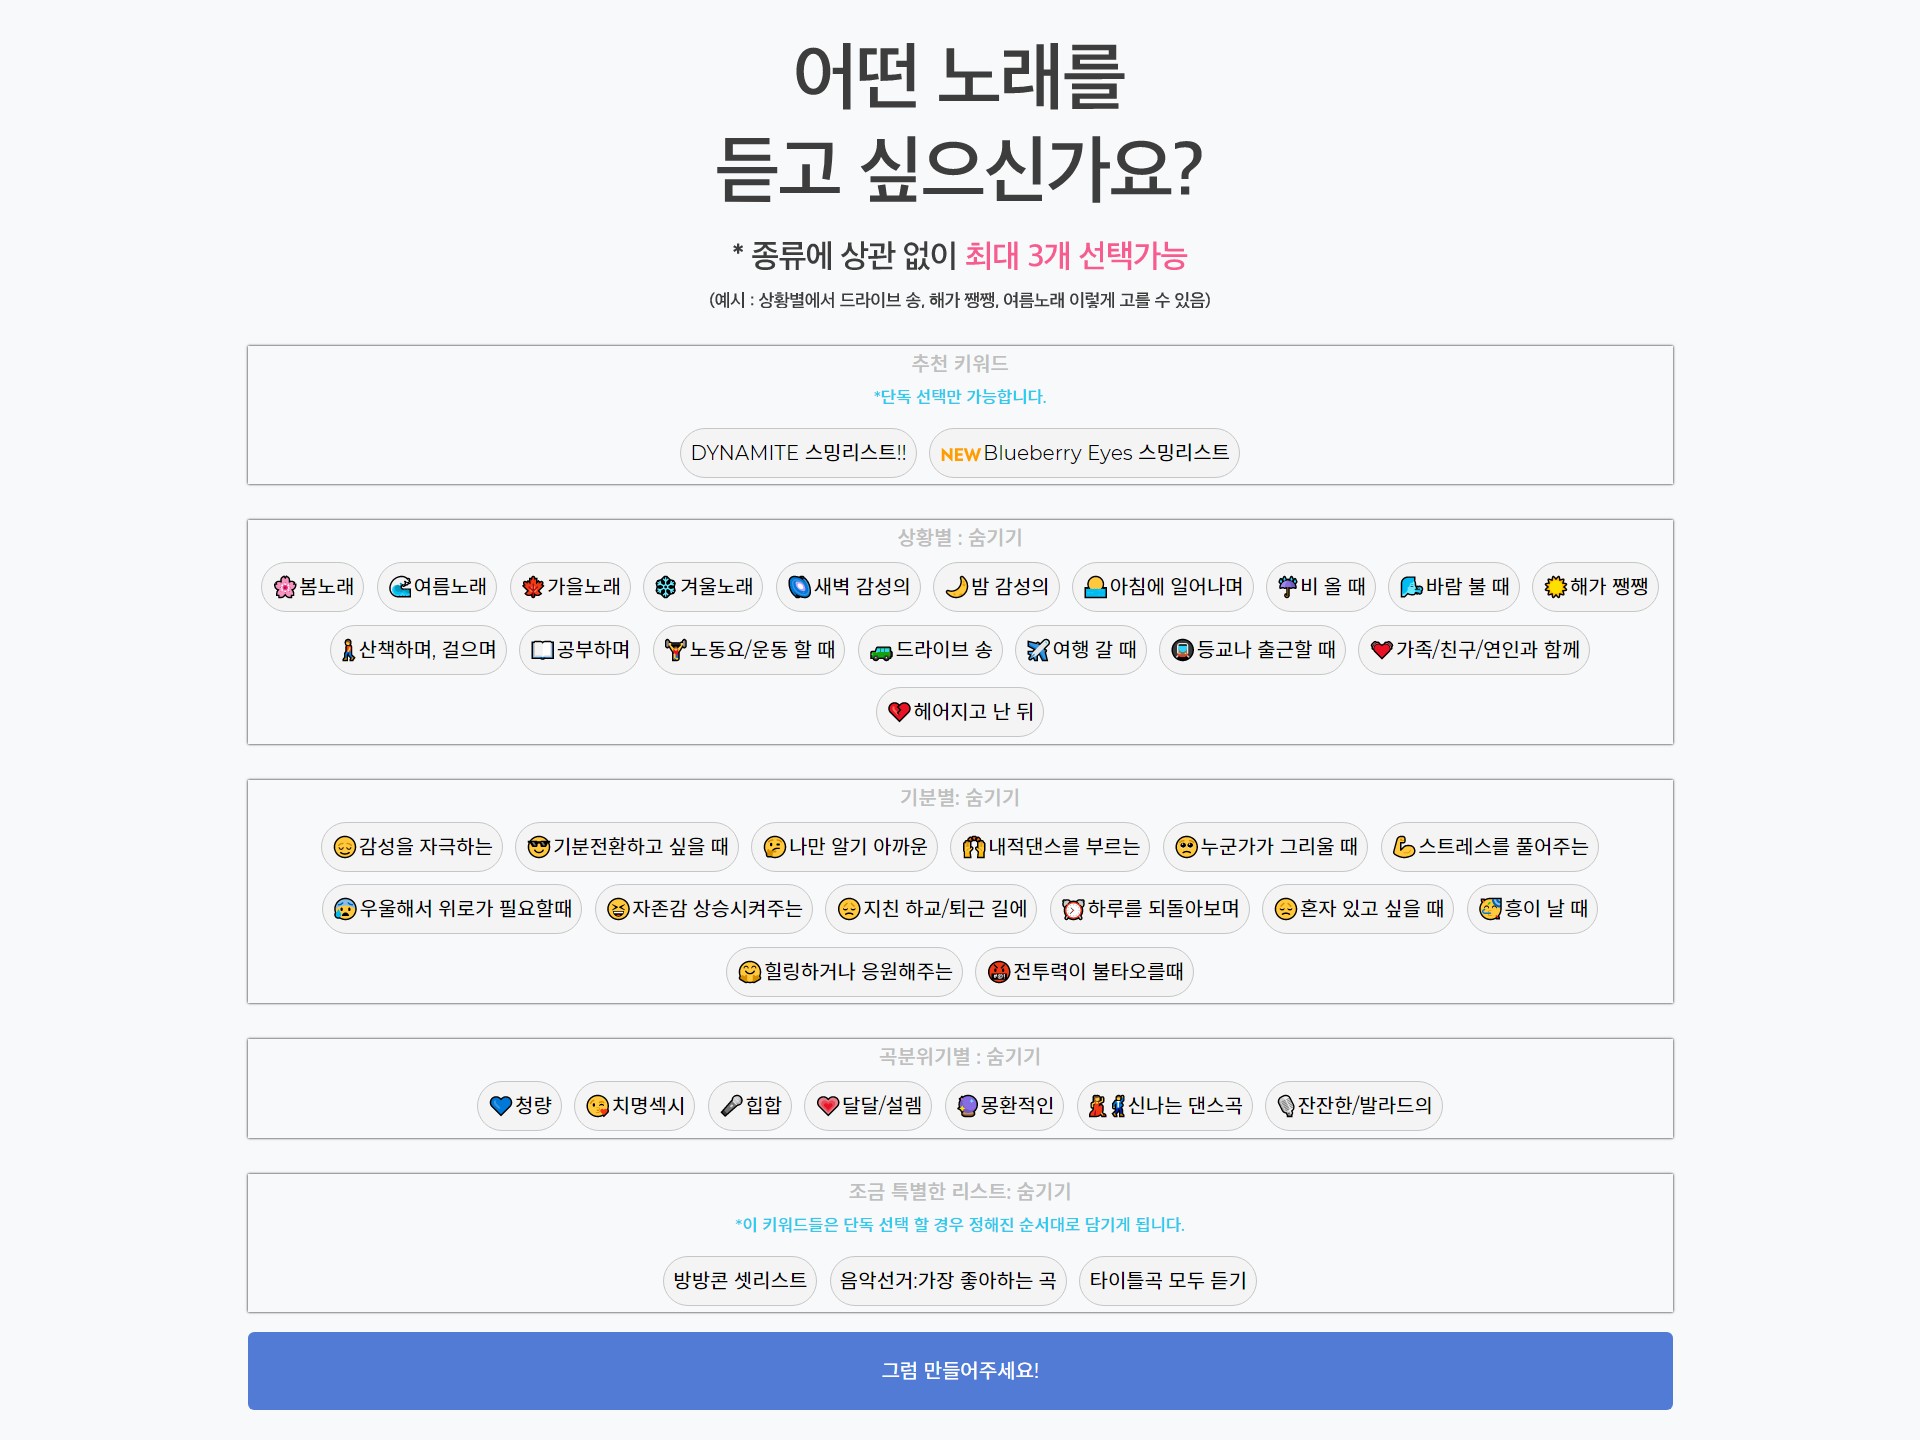 어떤 노래를
듣고 싶으신가요?
* 종류에 상관 없이 최대 3개 선택가능
(예시 : 상황별에서 드라이브 송, 해가 쨍쨍, 여름노래 이렇게 고를 수 있음)
추천 키워드
*단독 선택만 가능합니다.
DYNAMITE 스밍리스트!! NEW Blueberry Eyes 스밍리스트
상황별 : 숨기기
🌸봄노래 🌊여름노래 🍁가을노래 ❄️겨울노래 🌌새벽 감성의 🌙밤 감성의 🌅아침에 일어나며 ☔비 올 때 🌬️바람 불 때 ☀️해가 쨍쨍
🚶산책하며, 걸으며 📖공부하며 🏋️노동요/운동 할 때 🚙드라이브 송 ✈️여행 갈 때 🚇등교나 출근할 때 ❤️가족/친구/연인과 함께
💔헤어지고 난 뒤
기분별: 숨기기
😌감성을 자극하는 😎기분전환하고 싶을 때 🤔나만 알기 아까운 🙌내적댄스를 부르는 🥺누군가가 그리울 때 💪스트레스를 풀어주는
😰우울해서 위로가 필요할때 😆자존감 상승시켜주는 😔지친 하교/퇴근 길에 ⏰하루를 되돌아보며 😞혼자 있고 싶을 때 🥳흥이 날 때
🤗힐링하거나 응원해주는 🤬전투력이 불타오를때
곡분위기별 : 숨기기
💙청량 😘치명섹시 🎤힙합 💗달달/설렘 🔮몽환적인 💃🕺신나는 댄스곡 🎙️잔잔한/발라드의
조금 특별한 리스트: 숨기기
*이 키워드들은 단독 선택 할 경우 정해진 순서대로 담기게 됩니다.
방방콘 셋리스트 음악선거:가장 좋아하는 곡 타이틀곡 모두 듣기
그럼 만들어주세요!